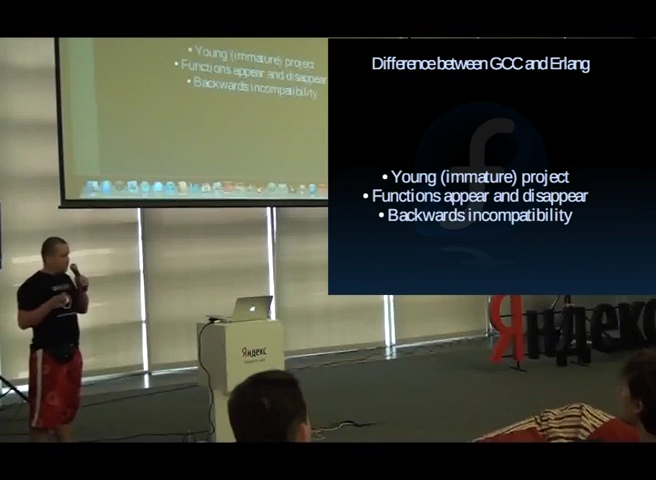 • Young (immature) project
• Functions appear and disappear
• Backwards incompatibility
Difference between GCC and Erlang
• Young (immature) project
• Functions appear and disappear
• Backwards incompatibility
Яндекс
Яндекс